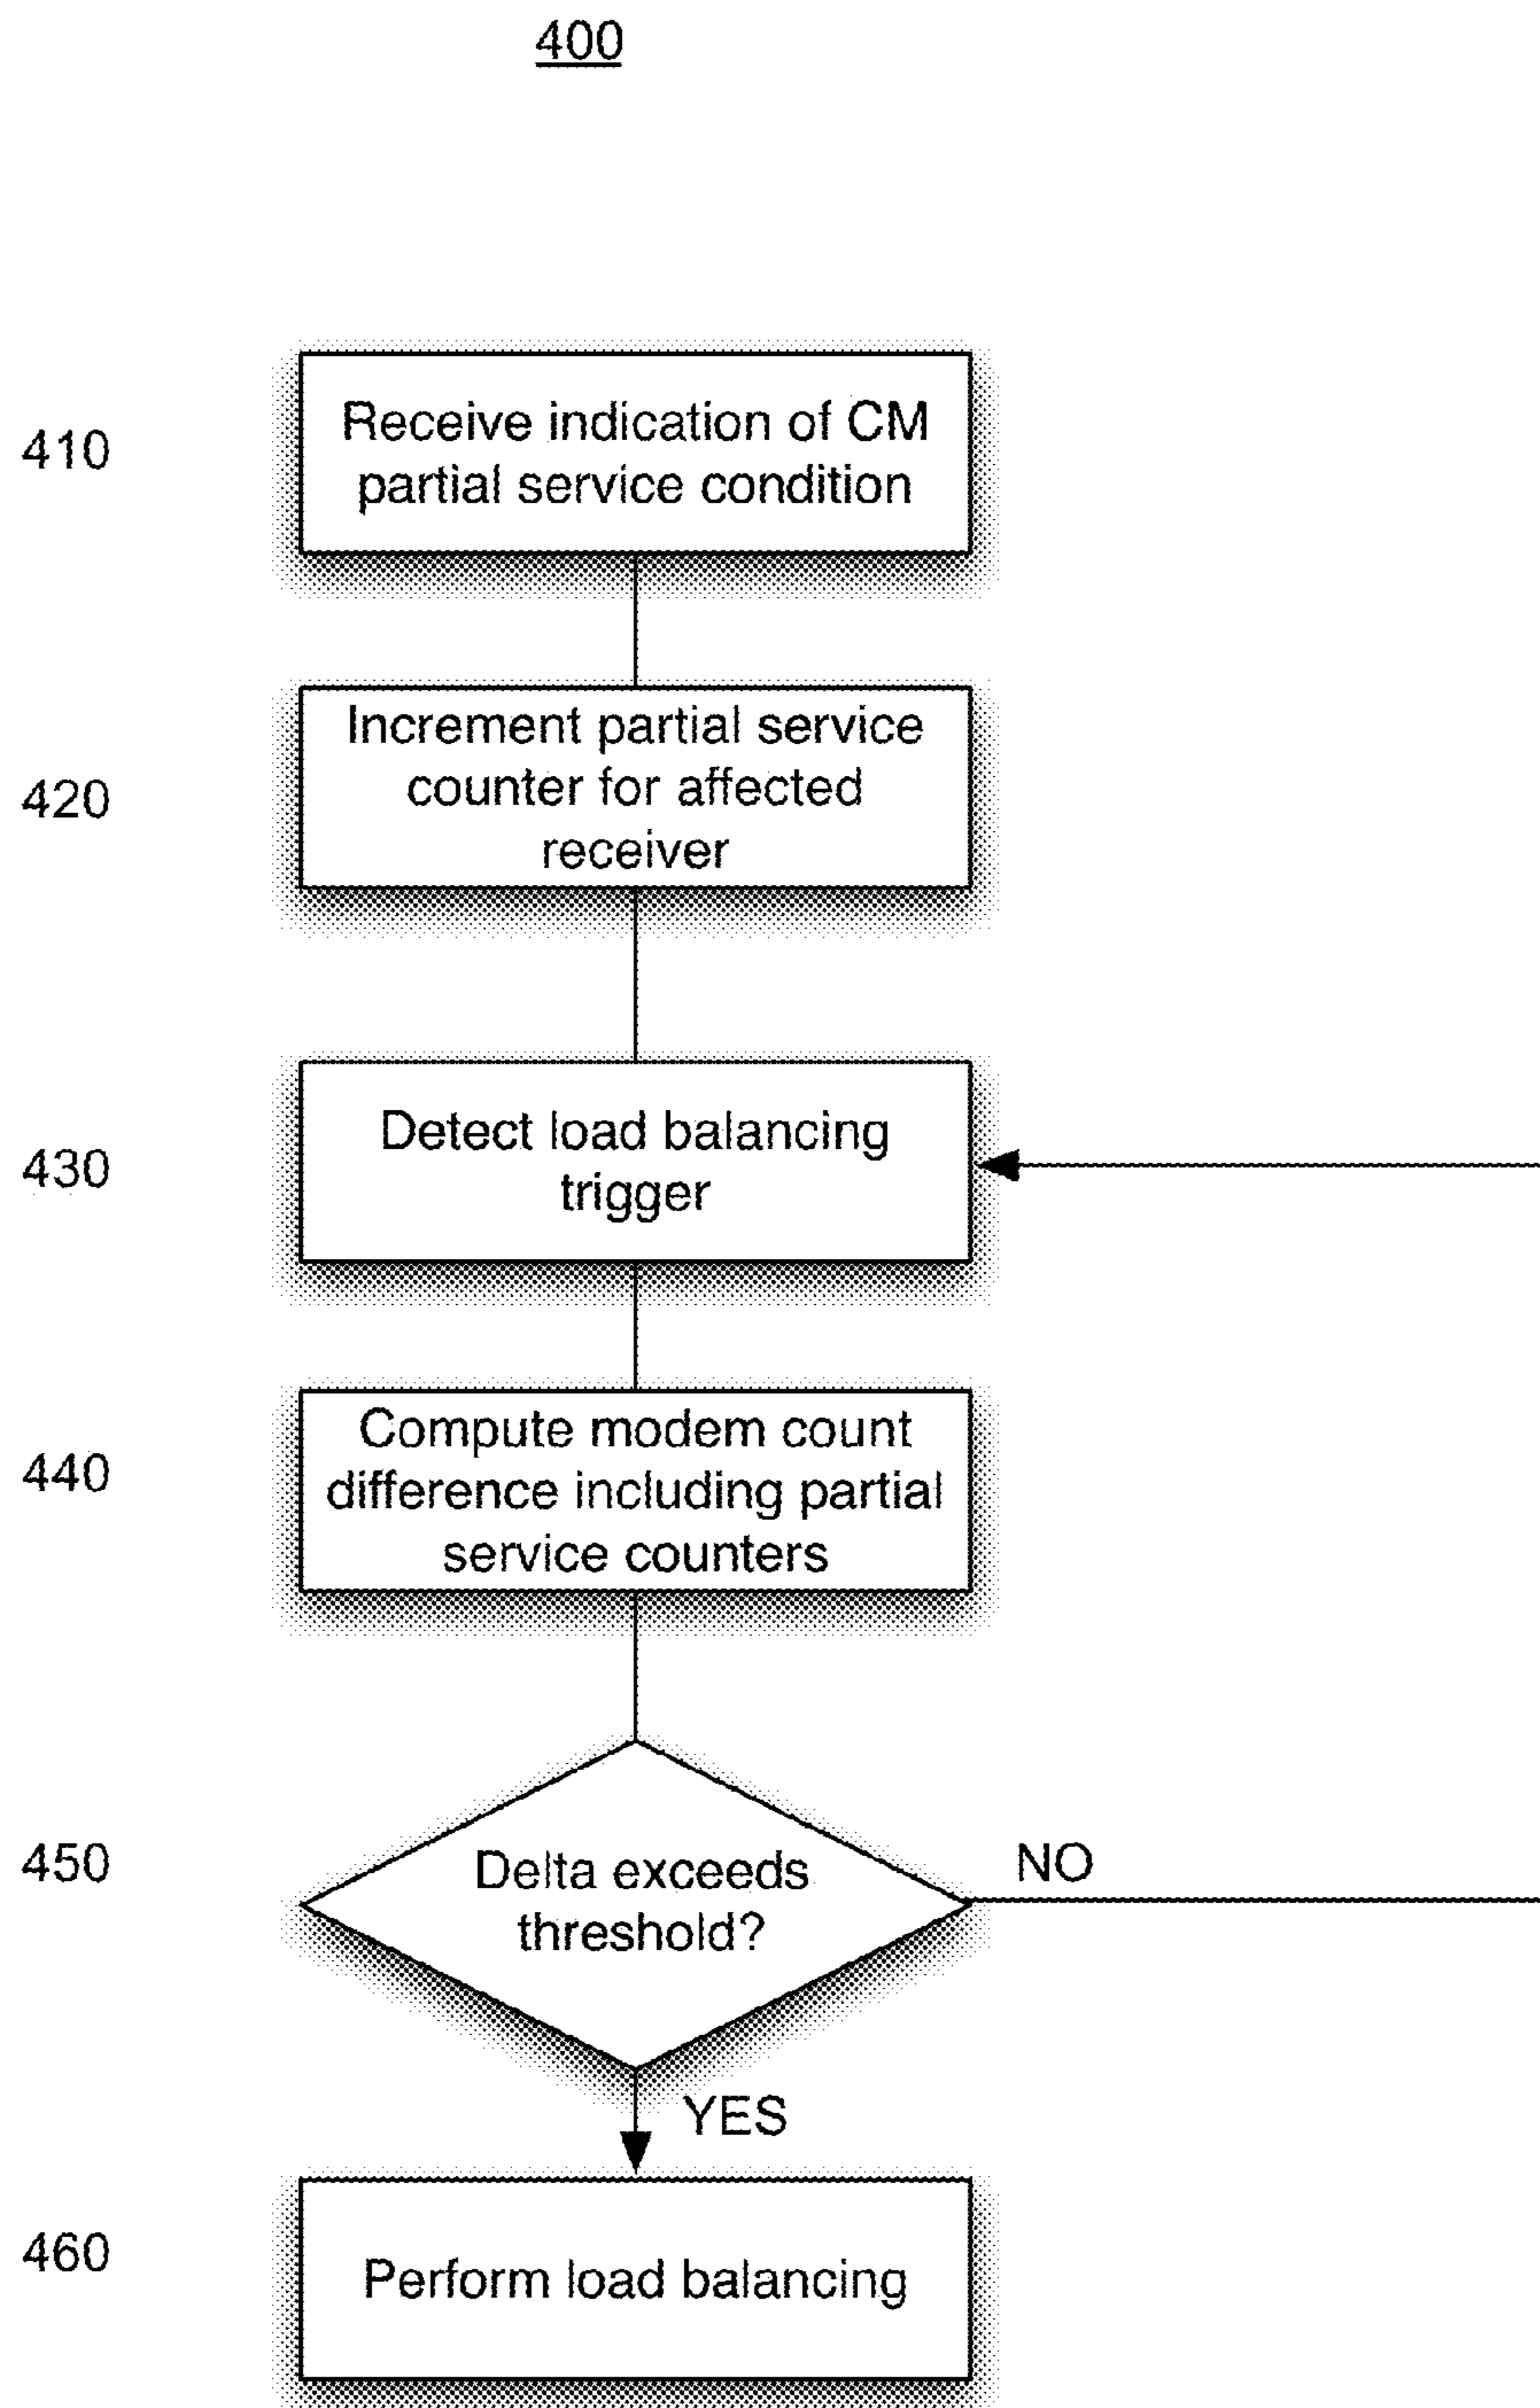 400
410
Receive indication of CM
partial service condition
420
Increment partial service
counter for affected
receiver
430
Detect load balancing
trigger
440
Compute modem count
difference including partial
service counters
450
Delta exceeds
threshold?
NO
YES
460
Perform load balancing